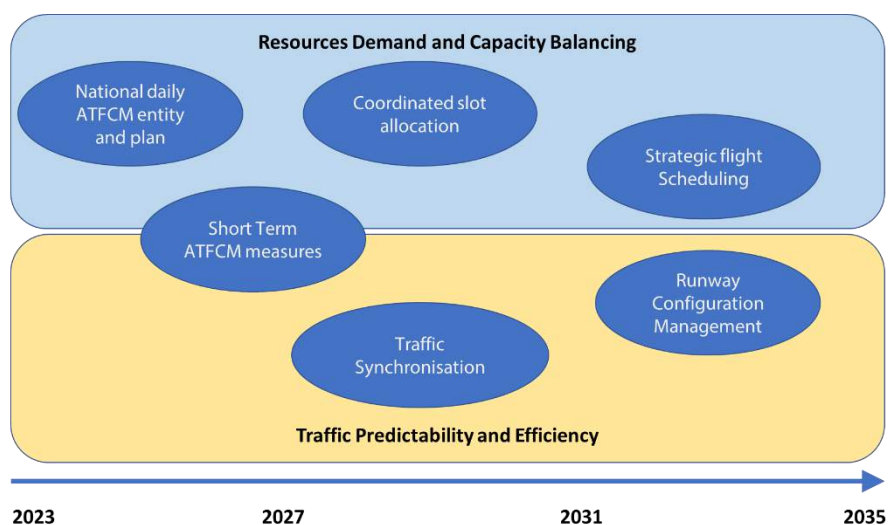 Resources Demand and Capacity Balancing
National daily
ATFCM entity
and plan
Coordinated slot
allocation
Strategic flight
Scheduling
Short Term
ATFCM measures
Runway
Configuration
Management
Traffic
Synchronisation
Traffic Predictability and Efficiency
2023
2027
2031
2035